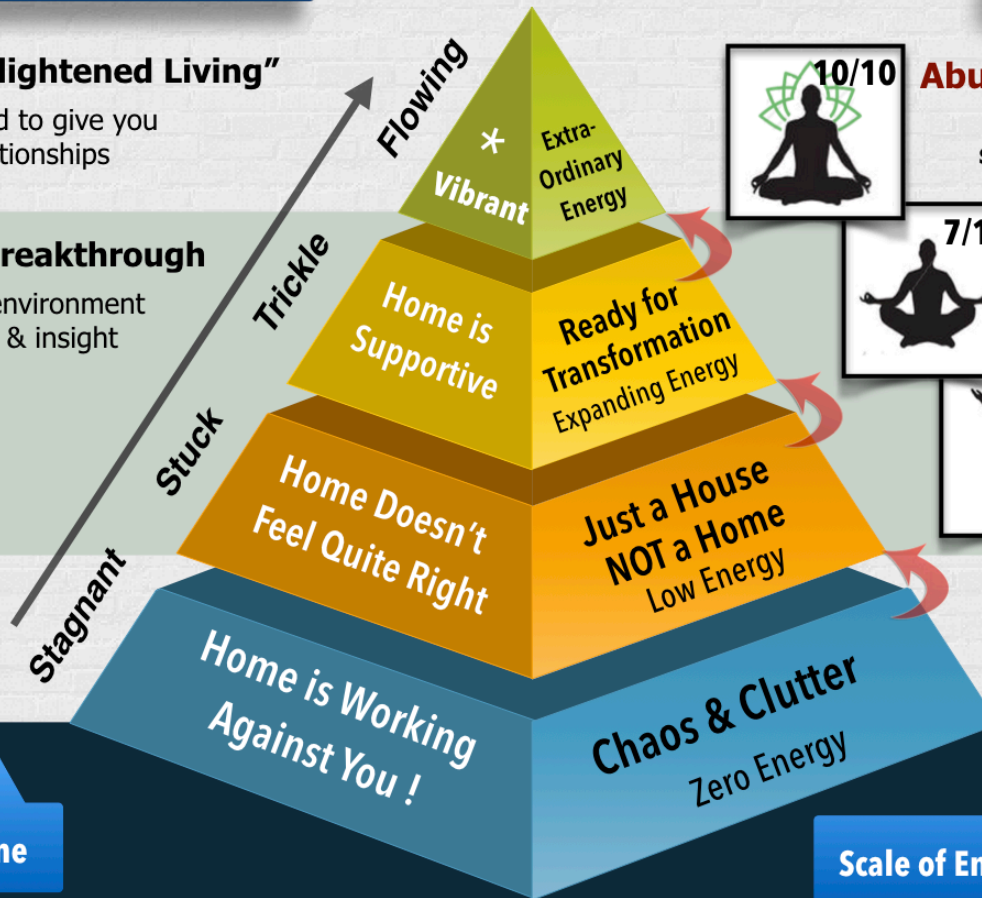 lightened Living”
d to give you
tionships
reakthrough
environment
& insight
Flowing
Trickle
Stuck
Stagnant
*
Vibrant
Extra-
Ordinary
Energy
Home is
Supportive
Ready for
Transformation
Expanding Energy
Home Doesn’t
Feel Quite Right
Just a House
NOT a Home
Low Energy
Home is Working
Against You !
Chaos & Clutter
Zero Energy
10/10
Abu
s
7/1
ne
Scale of En